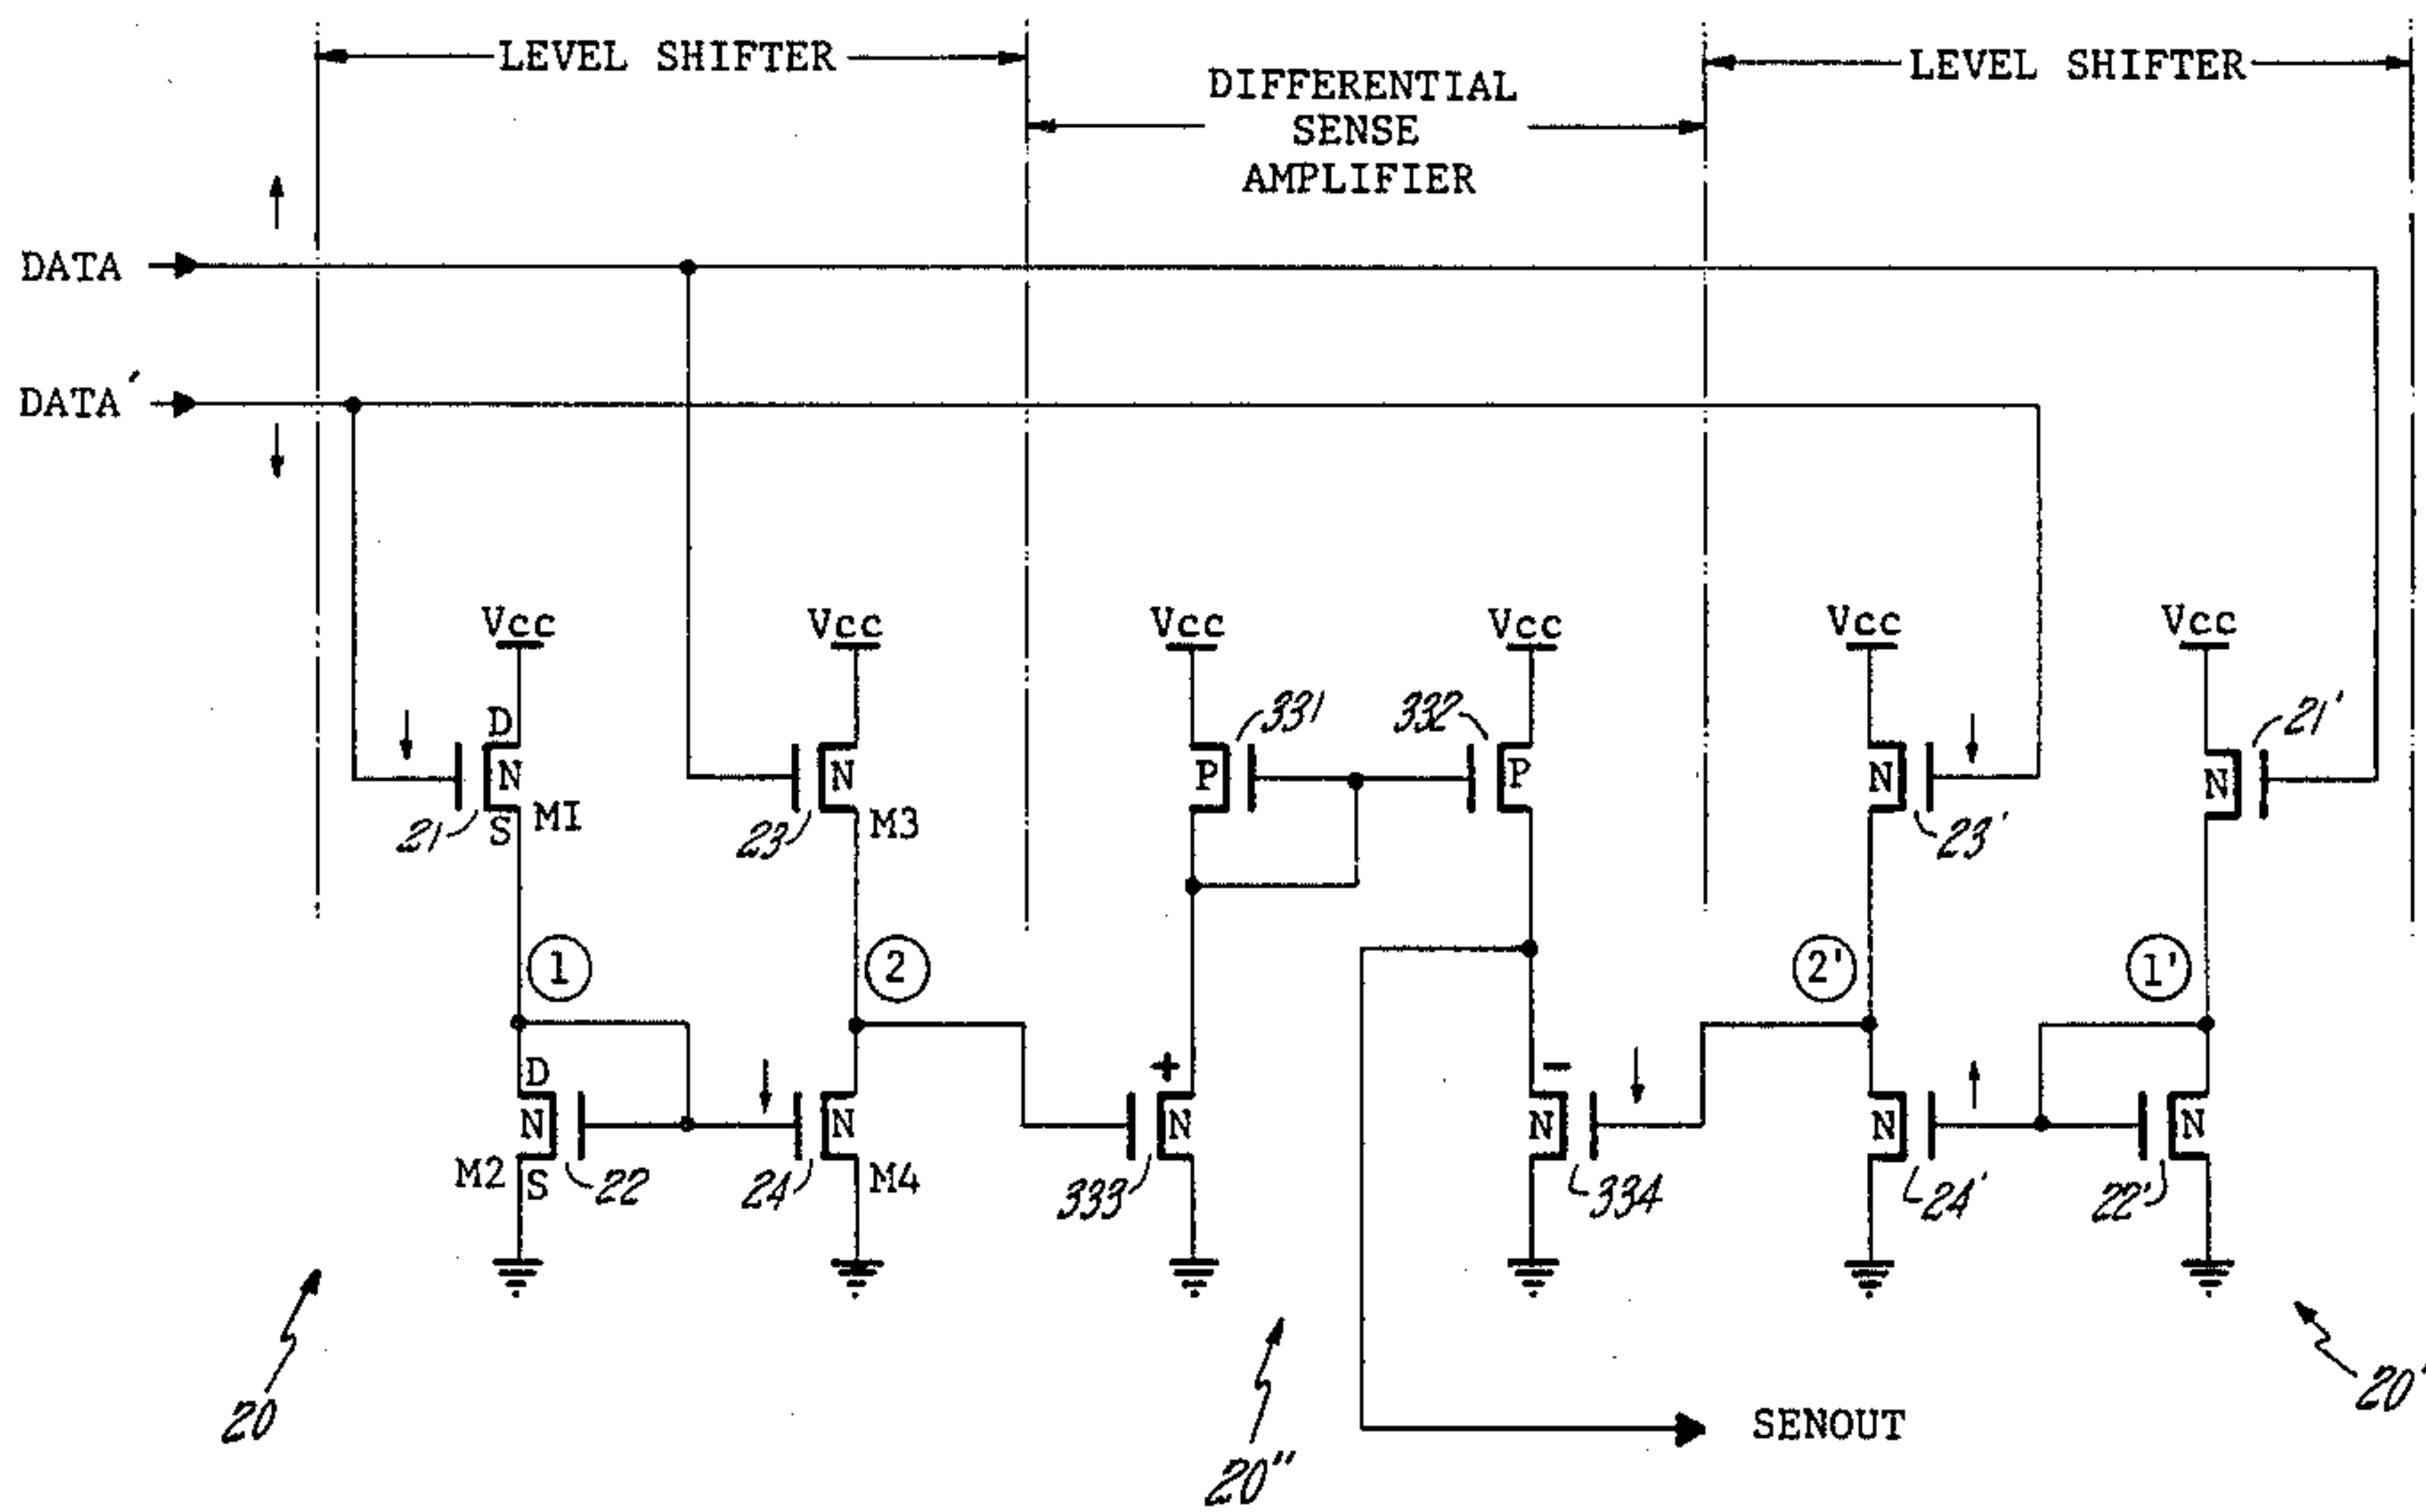 LEVEL SHIFTER
DIFFERENTIAL
SENSE
AMPLIFIER
LEVEL SHIFTER
DATA
DATA′
Vcc
Vcc
Vcc
Vcc
Vcc
Vcc
D
N
S
M1
21
N
M3
23
P
331
332
P
N
23'
N
21'
1
2
2'
1'
D
N
M2
S
22
24
N
M4
333
+
N
-
N
334
N
24'
N
22'
20
20"
SENOUT
20'